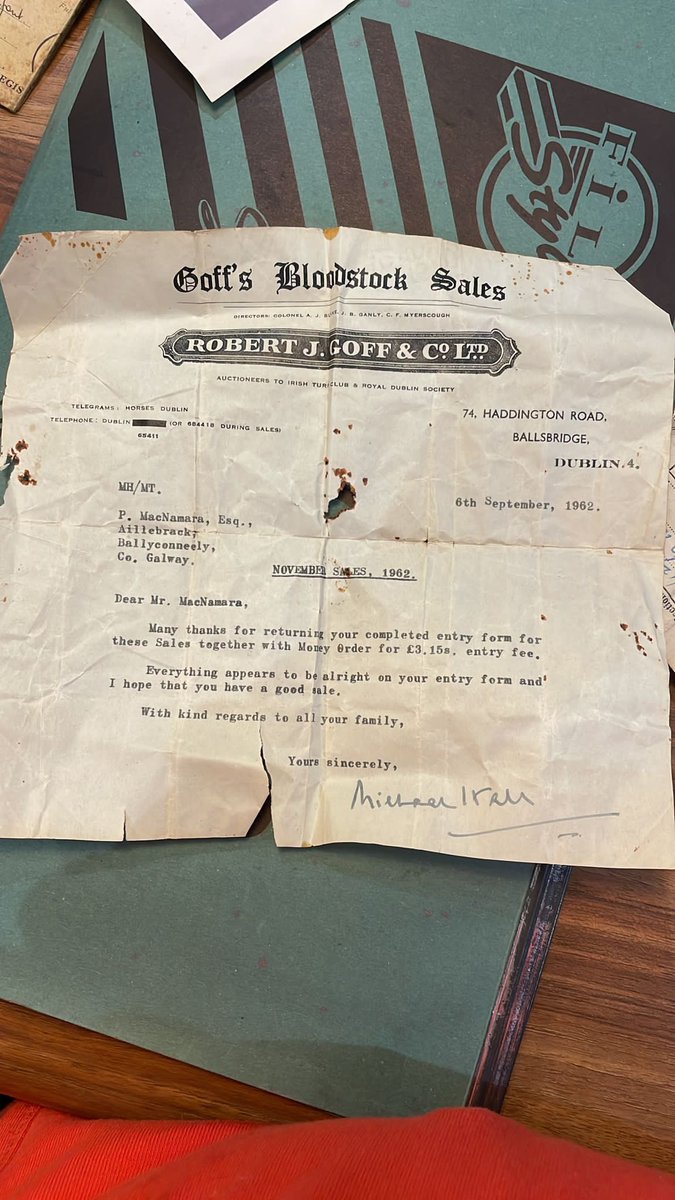 EGIS
FiL
Goff's Bloodstock Sales
DIRECTORS: COLONEL A. J. J. B. GANLY, C. F. MYERSCOUGH
ROBERT J. GOFF & CO. LTD.
AUCTIONEERS TO IRISH TURF CLUB & ROYAL DUBLIN SOCIETY
TELEGRAMS: HORSES DUBLIN
TELEPHONE: DUBLIN (OR 684418 DURING SALES)
65411
74, HADDINGTON ROAD,
BALLSBRIDGE,
DUBLIN.4.
MH/MT.
6th September, 1962.
P. MacNamara, Esq.,
Aillebrack,
Ballyconneely,
Co. Galway.
NOVEMBER SALES, 1962.
Dear Mr. MacNamara,
Many thanks for returning your completed entry form for
these Sales together with Money Order for £3.15s. entry fee.
Everything appears to be alright on your entry form and
I hope that you have a good sale.
With kind regards to all your family,
Yours sincerely,
Michael